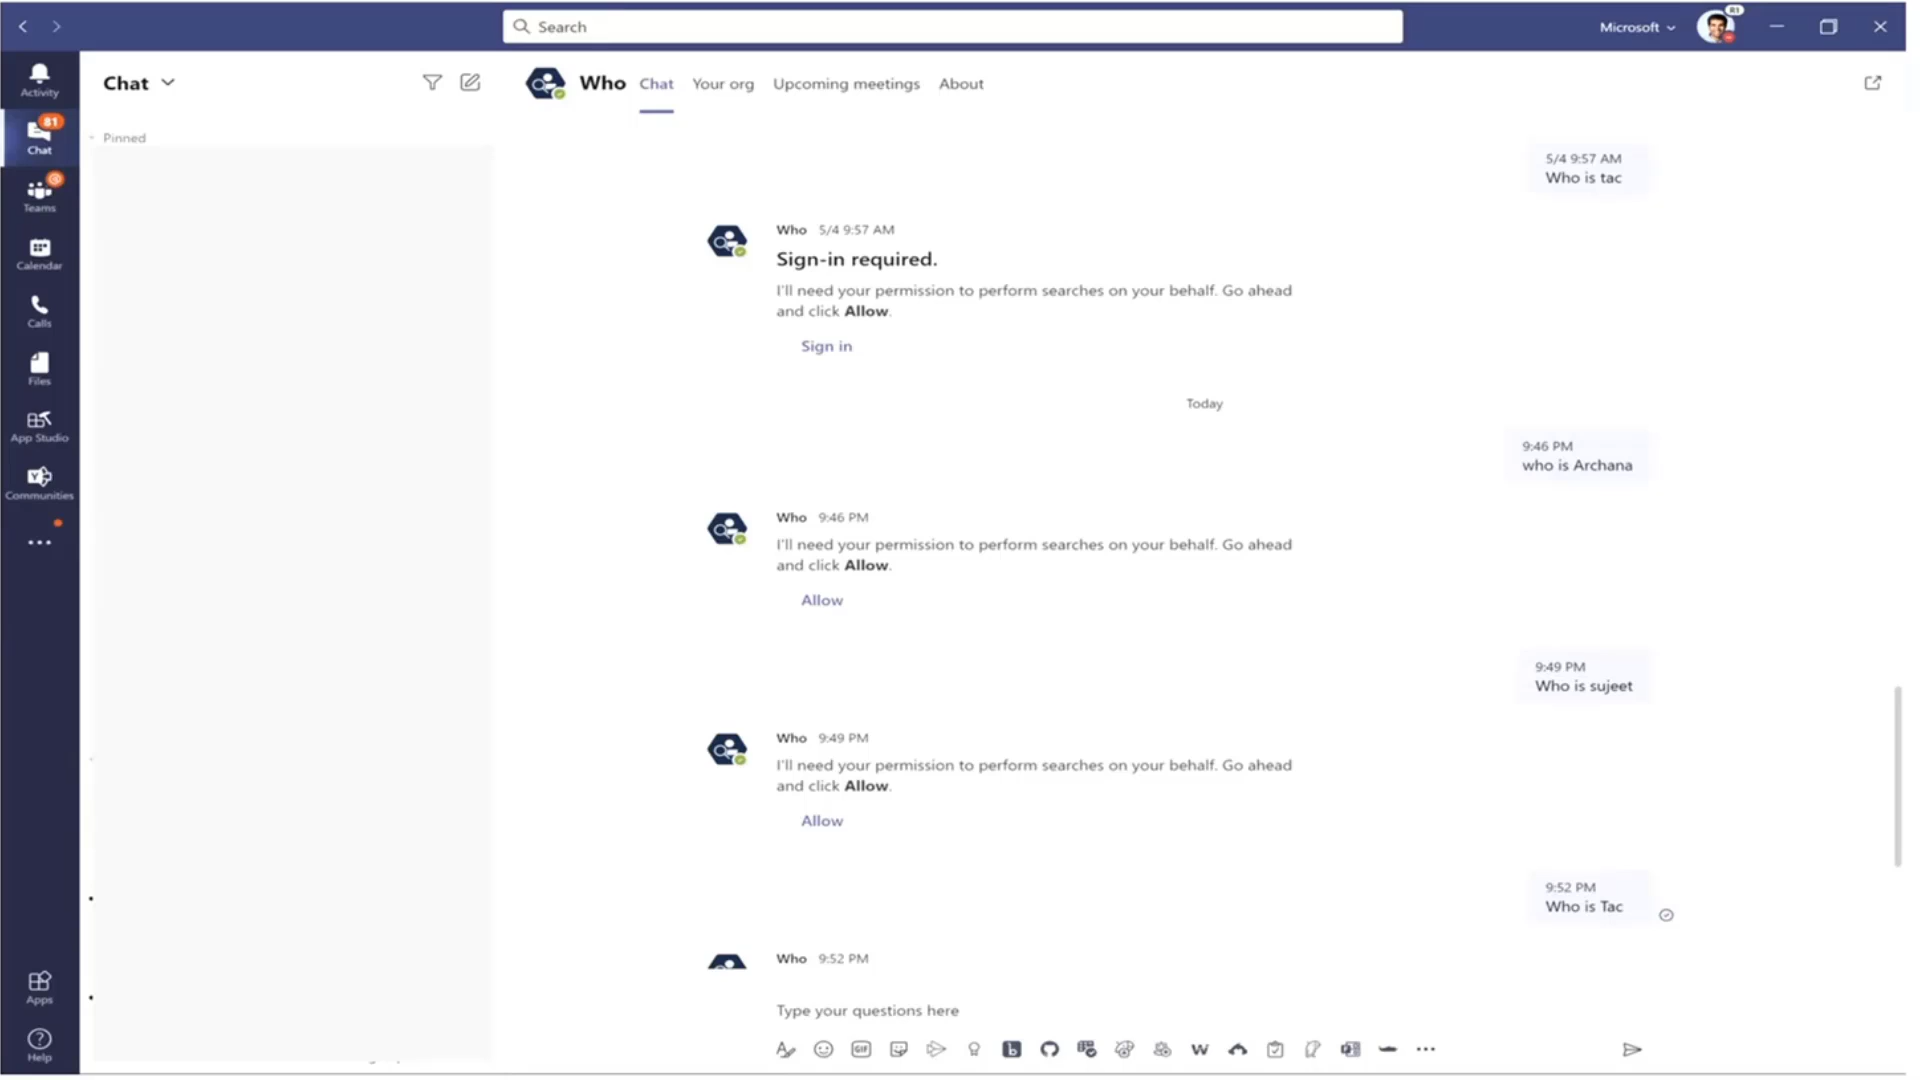 Search
Microsoft
R1
Activity
81
Chat
Teams
Calendar
Calls
Files
App Studio
Communities
Apps
Help
Chat
Pinned
Who Chat Your org Upcoming meetings About
5/4 9:57 AM
Who is tac
Who 5/4 9:57 AM
Sign-in required.
I'll need your permission to perform searches on your behalf. Go ahead
and click Allow.
Sign in
Today
9:46 PM
who is Archana
Who 9:46 PM
I'll need your permission to perform searches on your behalf. Go ahead
and click Allow.
Allow
9:49 PM
Who is sujeet
Who 9:49 PM
I'll need your permission to perform searches on your behalf. Go ahead
and click Allow.
Allow
9:52 PM
Who is Tac
Who 9:52 PM
Type your questions here
GIF